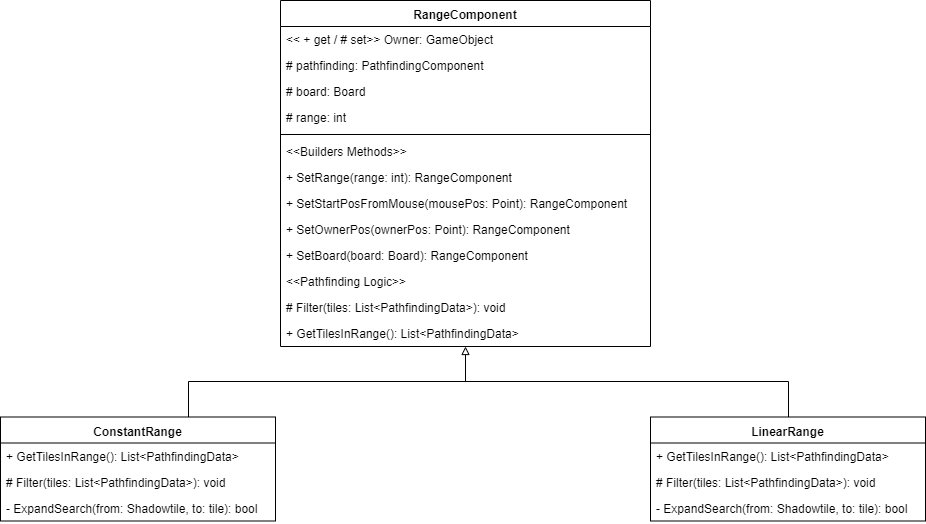 RangeComponent
<< + get / # set>> Owner: GameObject
# pathfinding: PathfindingComponent
# board: Board
# range: int
<<Builders Methods>>
+ SetRange(range: int): RangeComponent
+ SetStartPosFromMouse(mousePos: Point): RangeComponent
+ SetOwnerPos(ownerPos: Point): RangeComponent
+ SetBoard(board: Board): RangeComponent
<<Pathfinding Logic>>
# Filter(tiles: List<PathfindingData>): void
+ GetTilesInRange(): List<PathfindingData>
ConstantRange
+ GetTilesInRange(): List<PathfindingData>
# Filter(tiles: List<PathfindingData>): void
- ExpandSearch(from: Shadowtile, to: tile): bool
LinearRange
+ GetTilesInRange(): List<PathfindingData>
# Filter(tiles: List<PathfindingData>): void
- ExpandSearch(from: Shadowtile, to: tile): bool